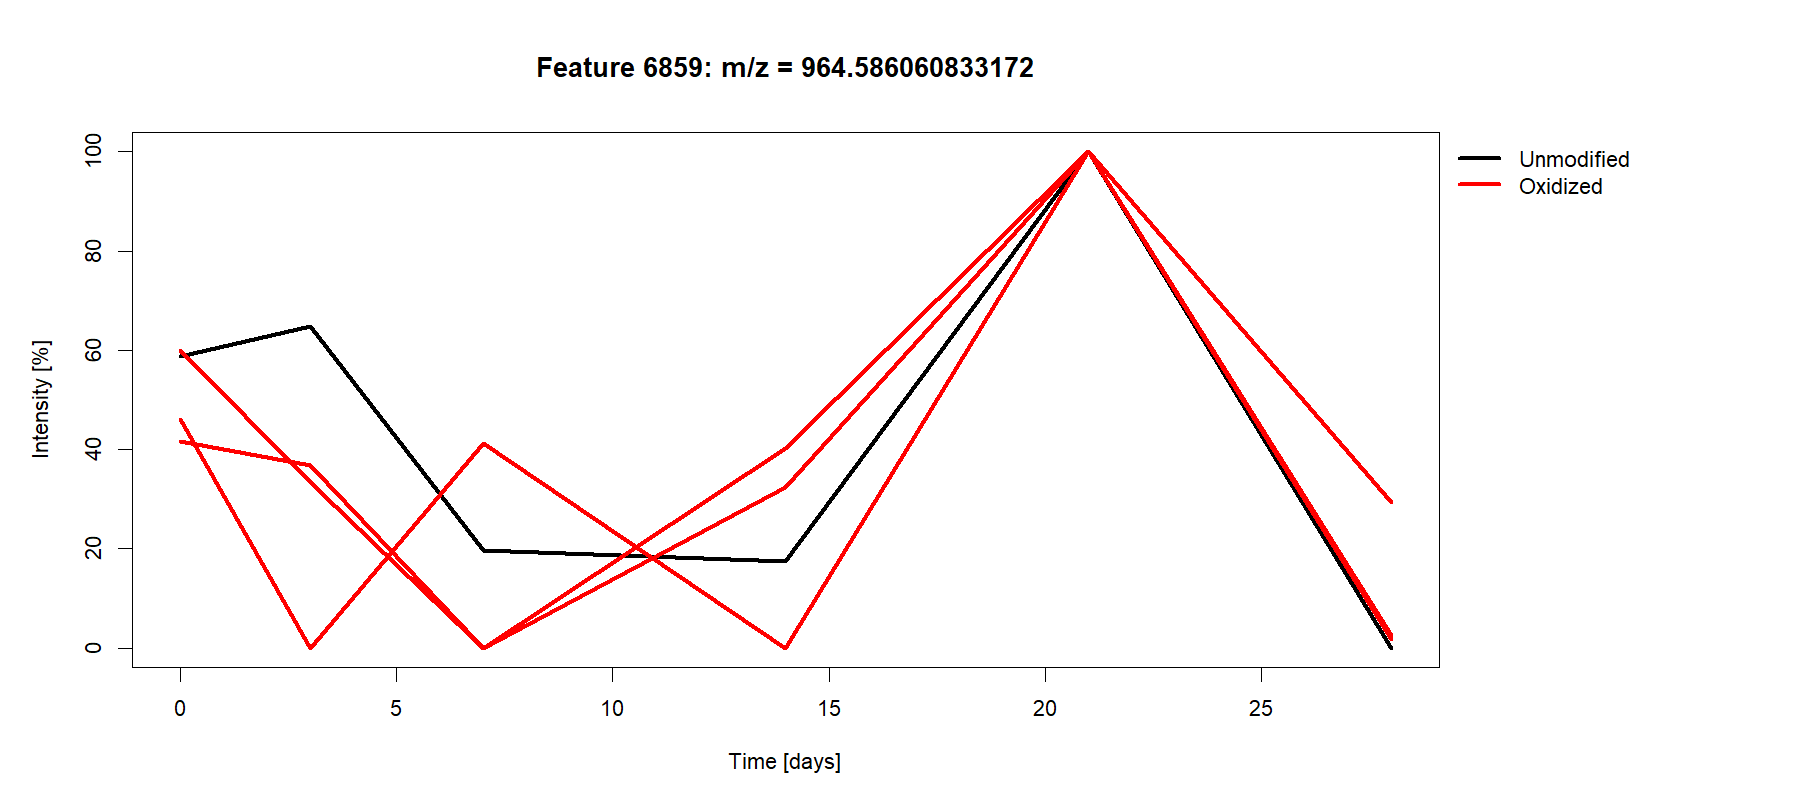 Feature 6859: m/z = 964.586060833172
Unmodified
Oxidized
Intensity [%]
100
80
60
40
20
0
0 5 10 15 20 25
Time [days]